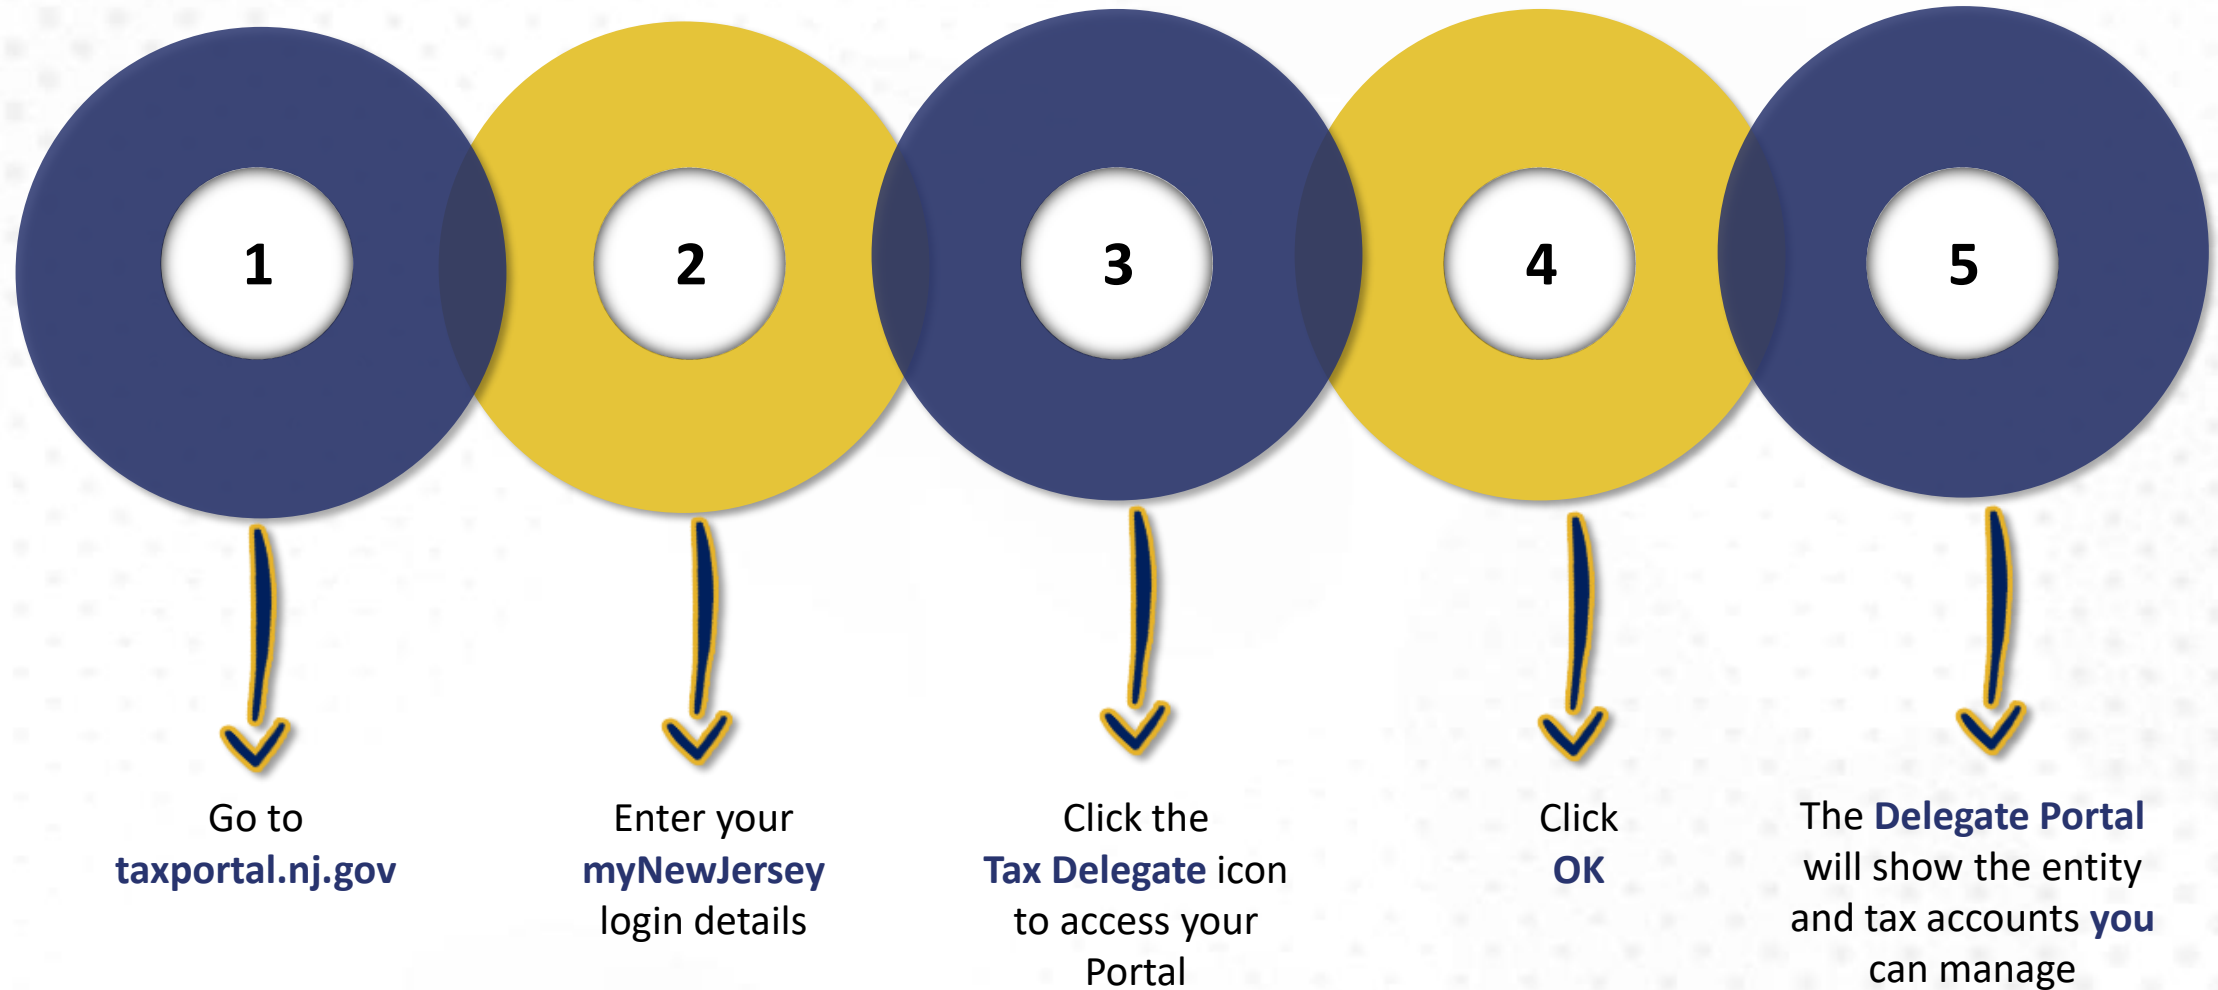 1
2
3
4
5
Go to
taxportal.nj.gov
Enter your
myNewJersey
login details
Click the
Tax Delegate icon
to access your
Portal
Click
OK
The Delegate Portal
will show the entity
and tax accounts you
can manage